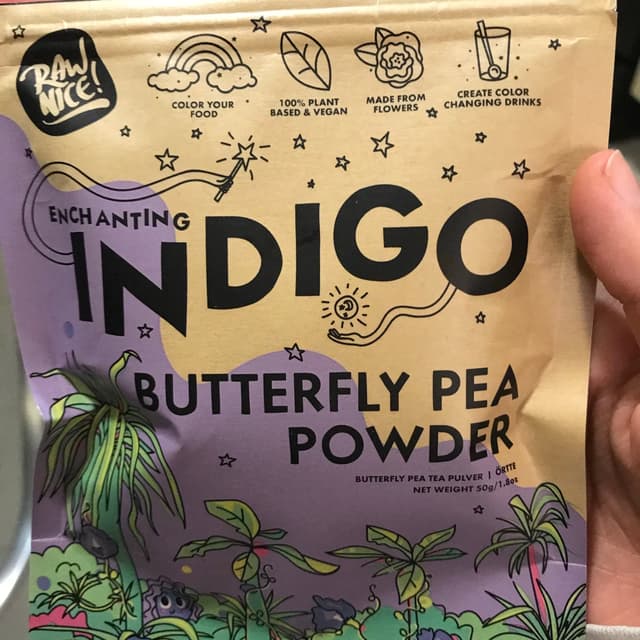 RAW
NICE!
COLOR YOUR
FOOD
100% PLANT
BASED & VEGAN
MADE FROM
FLOWERS
CREATE COLOR
CHANGING DRINKS
ENCHANTING
INDIGO
BUTTERFLY PEA
POWDER
BUTTERFLY PEA TEA PULVER | ÖRTTE
NET WEIGHT 50g/1,8oz